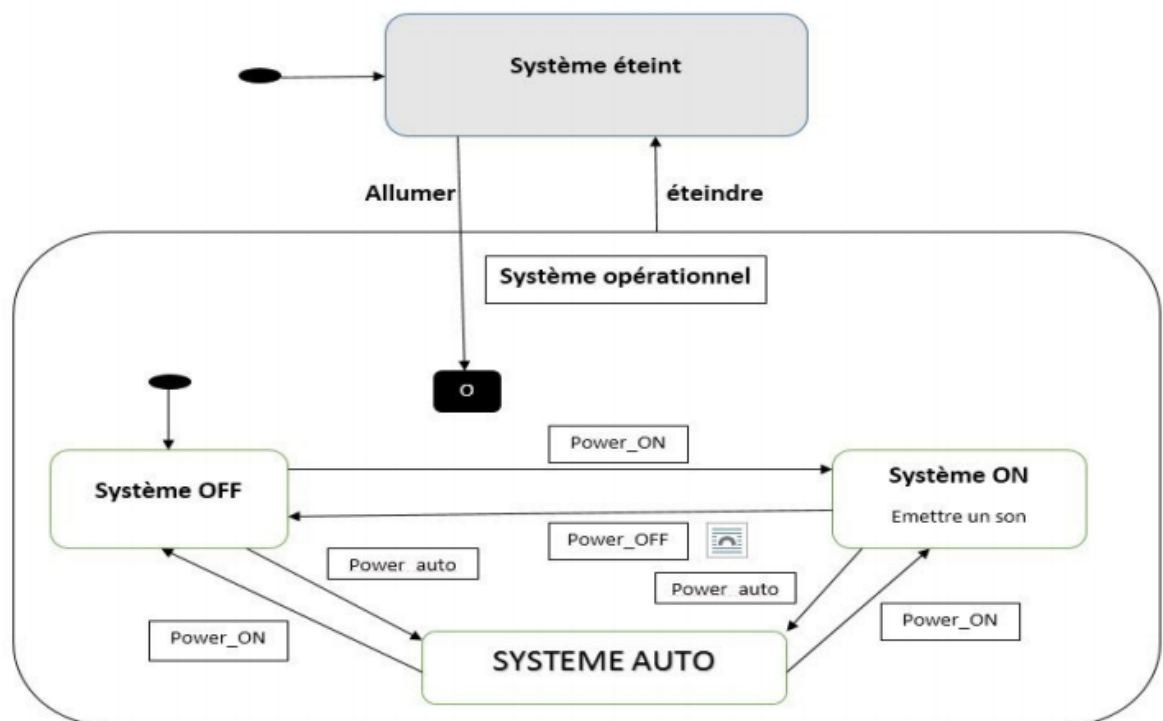 Système éteint
Allumer
éteindre
Système opérationnel
O
Power_ON
Système OFF
Système ON
Emettre un son
Power_OFF
Power_auto
Power_auto
Power_ON
Power_ON
SYSTEME AUTO